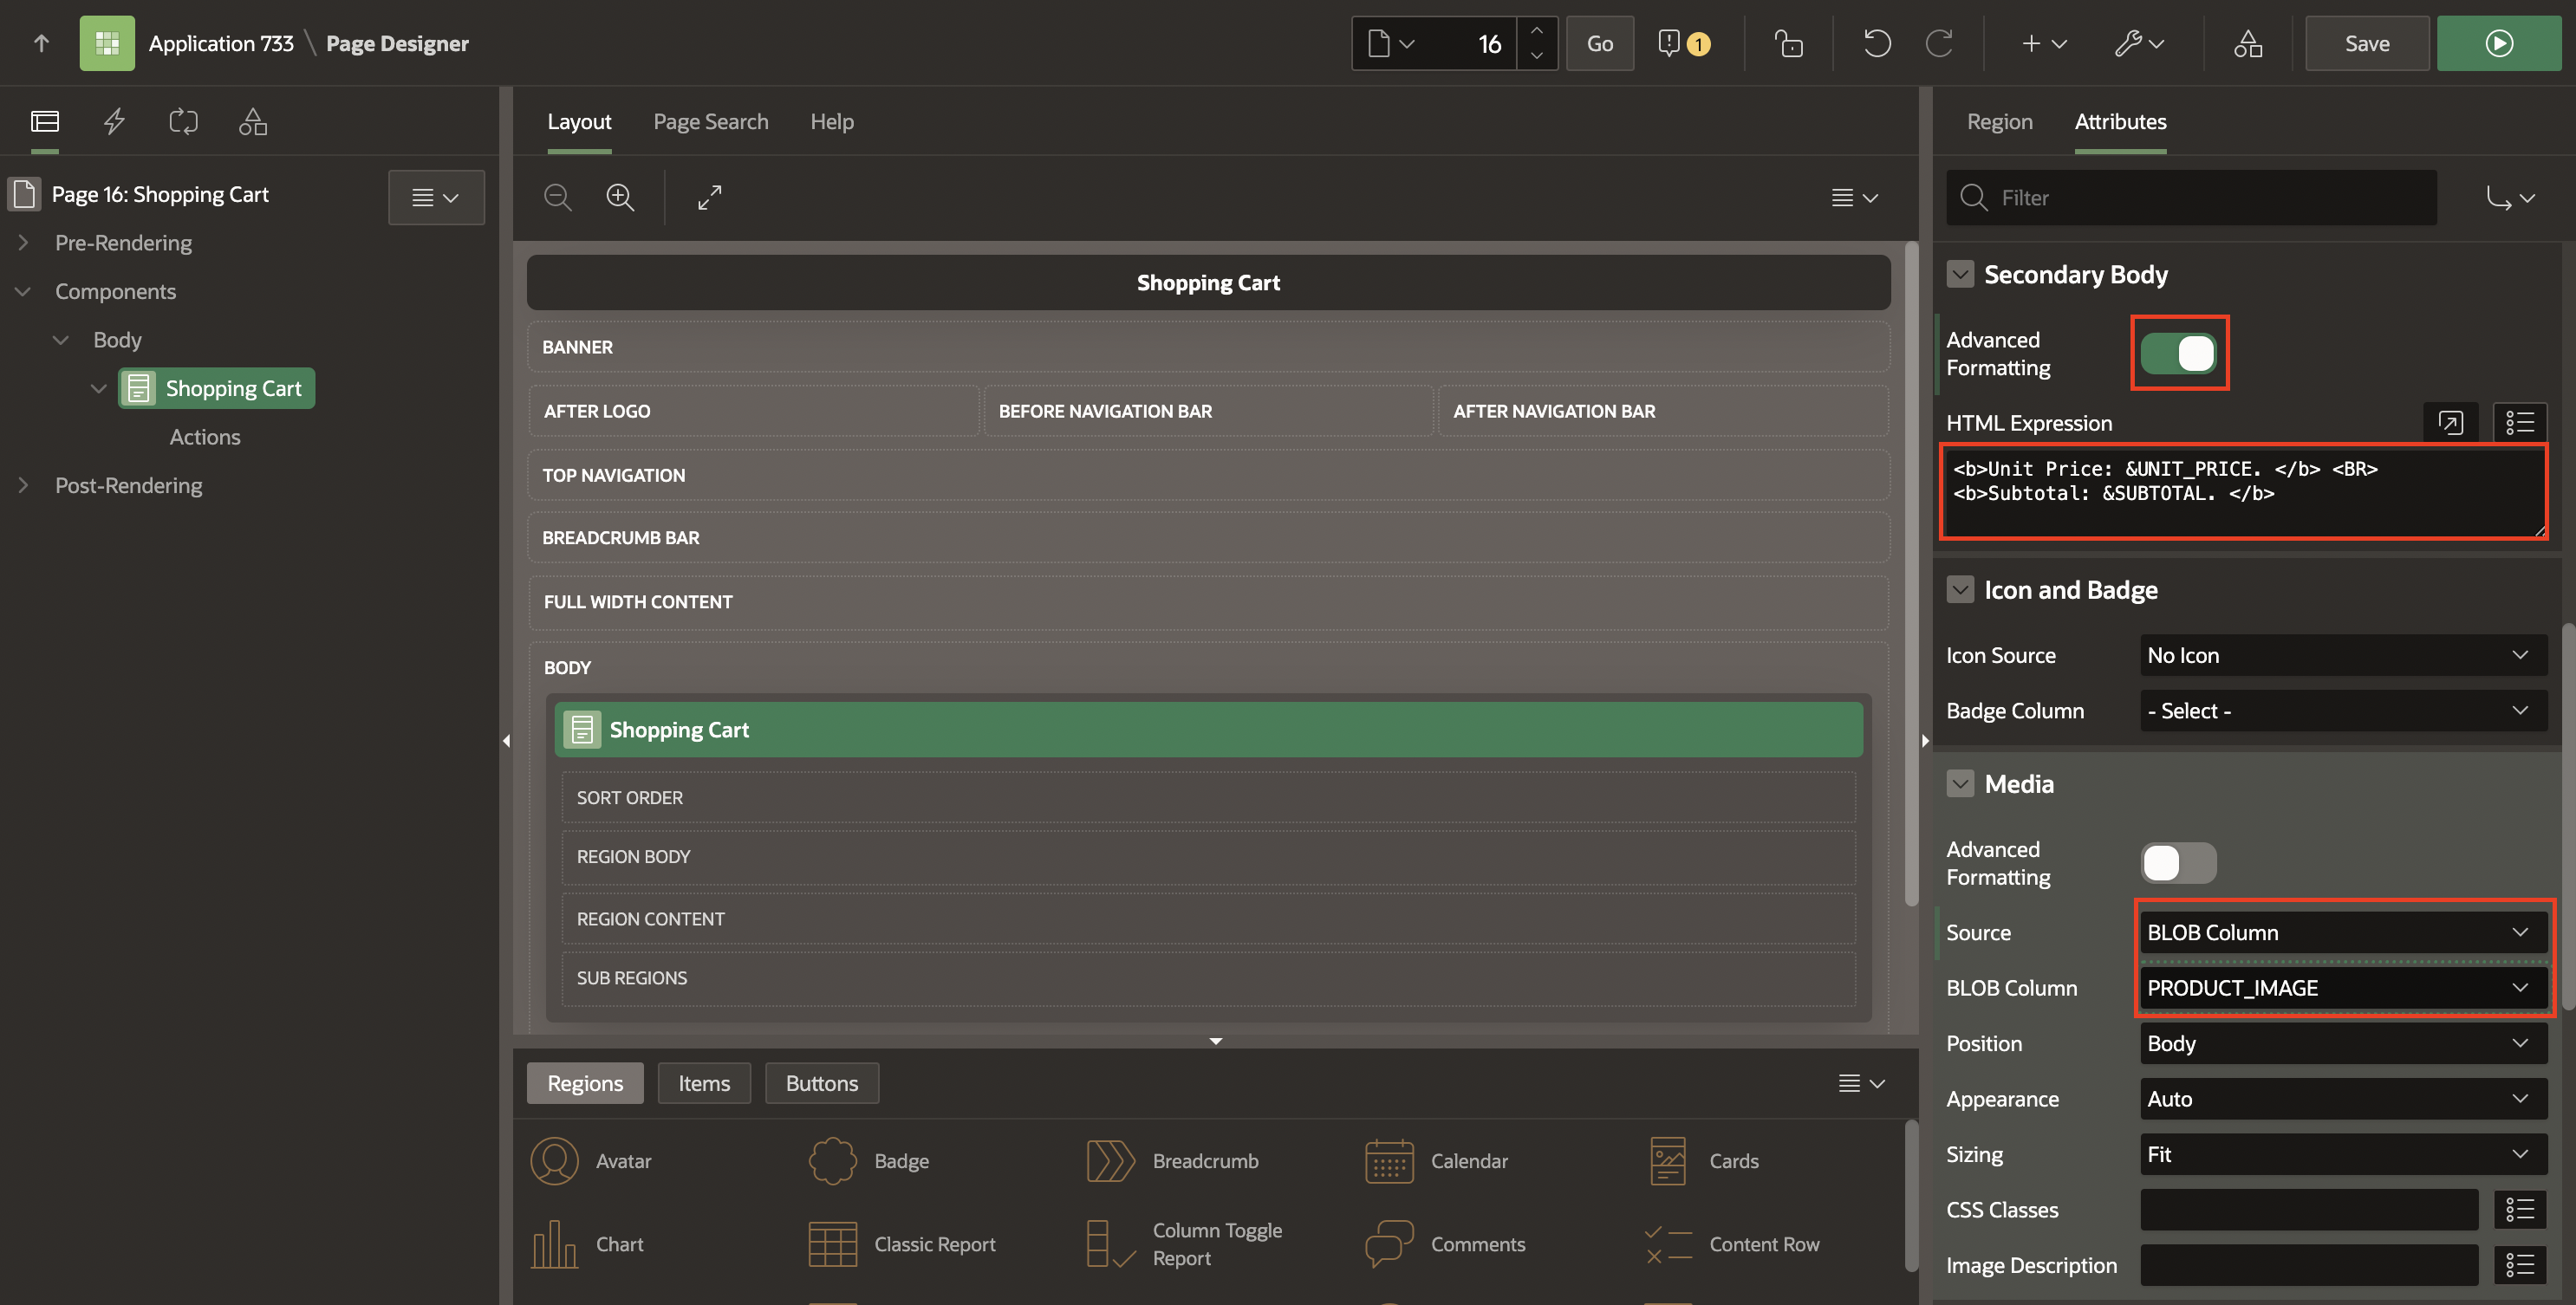 Application 733 \ Page Designer
16
Go
1
Save
Page 16: Shopping Cart
Pre-Rendering
Components
Body
Shopping Cart
Actions
Post-Rendering
Layout
Page Search
Help
Shopping Cart
BANNER
AFTER LOGO
BEFORE NAVIGATION BAR
AFTER NAVIGATION BAR
TOP NAVIGATION
BREADCRUMB BAR
FULL WIDTH CONTENT
BODY
Shopping Cart
SORT ORDER
REGION BODY
REGION CONTENT
SUB REGIONS
Regions
Items
Buttons
Avatar
Badge
Breadcrumb
Calendar
Cards
Chart
Classic Report
Column Toggle
Report
Comments
Content Row
Region
Attributes
Filter
Secondary Body
Advanced
Formatting
HTML Expression
<b>Unit Price: &UNIT_PRICE. </b> <BR>
<b>Subtotal: &SUBTOTAL. </b>
Icon and Badge
Icon Source
No Icon
Badge Column
- Select -
Media
Advanced
Formatting
Source
BLOB Column
BLOB Column
PRODUCT_IMAGE
Position
Body
Appearance
Auto
Sizing
Fit
CSS Classes
Image Description